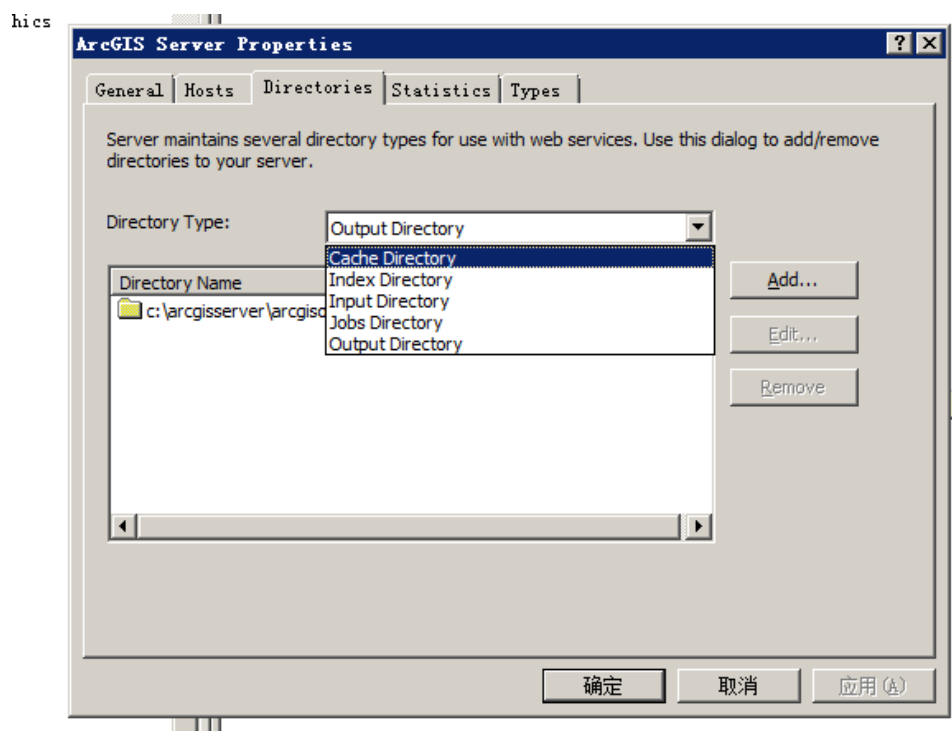 hics
ArcGIS Server Properties
General Hosts Directories Statistics Types
Server maintains several directory types for use with web services. Use this dialog to add/remove
directories to your server.
Directory Type: Output Directory
Cache Directory
Index Directory
Input Directory
Jobs Directory
Output Directory
Directory Name
c:\arcgisserver\arcgiso
Add...
Edit...
Remove
确定 取消 应用(A)